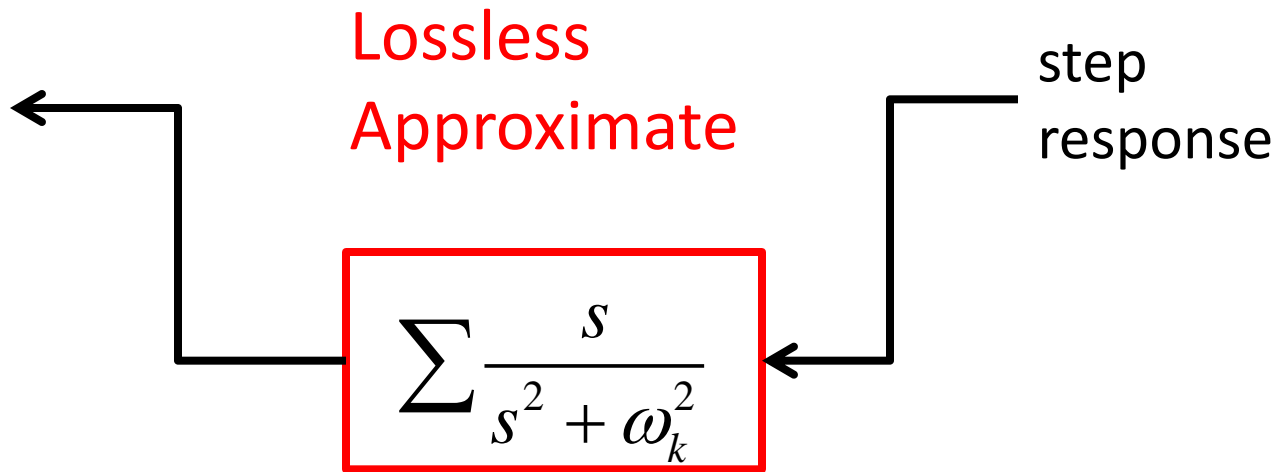 Lossless
Approximate
step
response
∑ s / (s² + ω_k²)